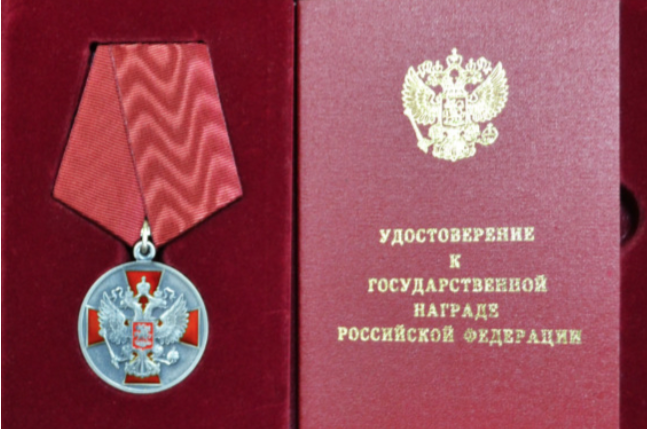 УДОСТОВЕРЕНИЕ
К
ГОСУДАРСТВЕННОЙ
НАГРАДЕ
РОССИЙСКОЙ ФЕДЕРАЦИИ